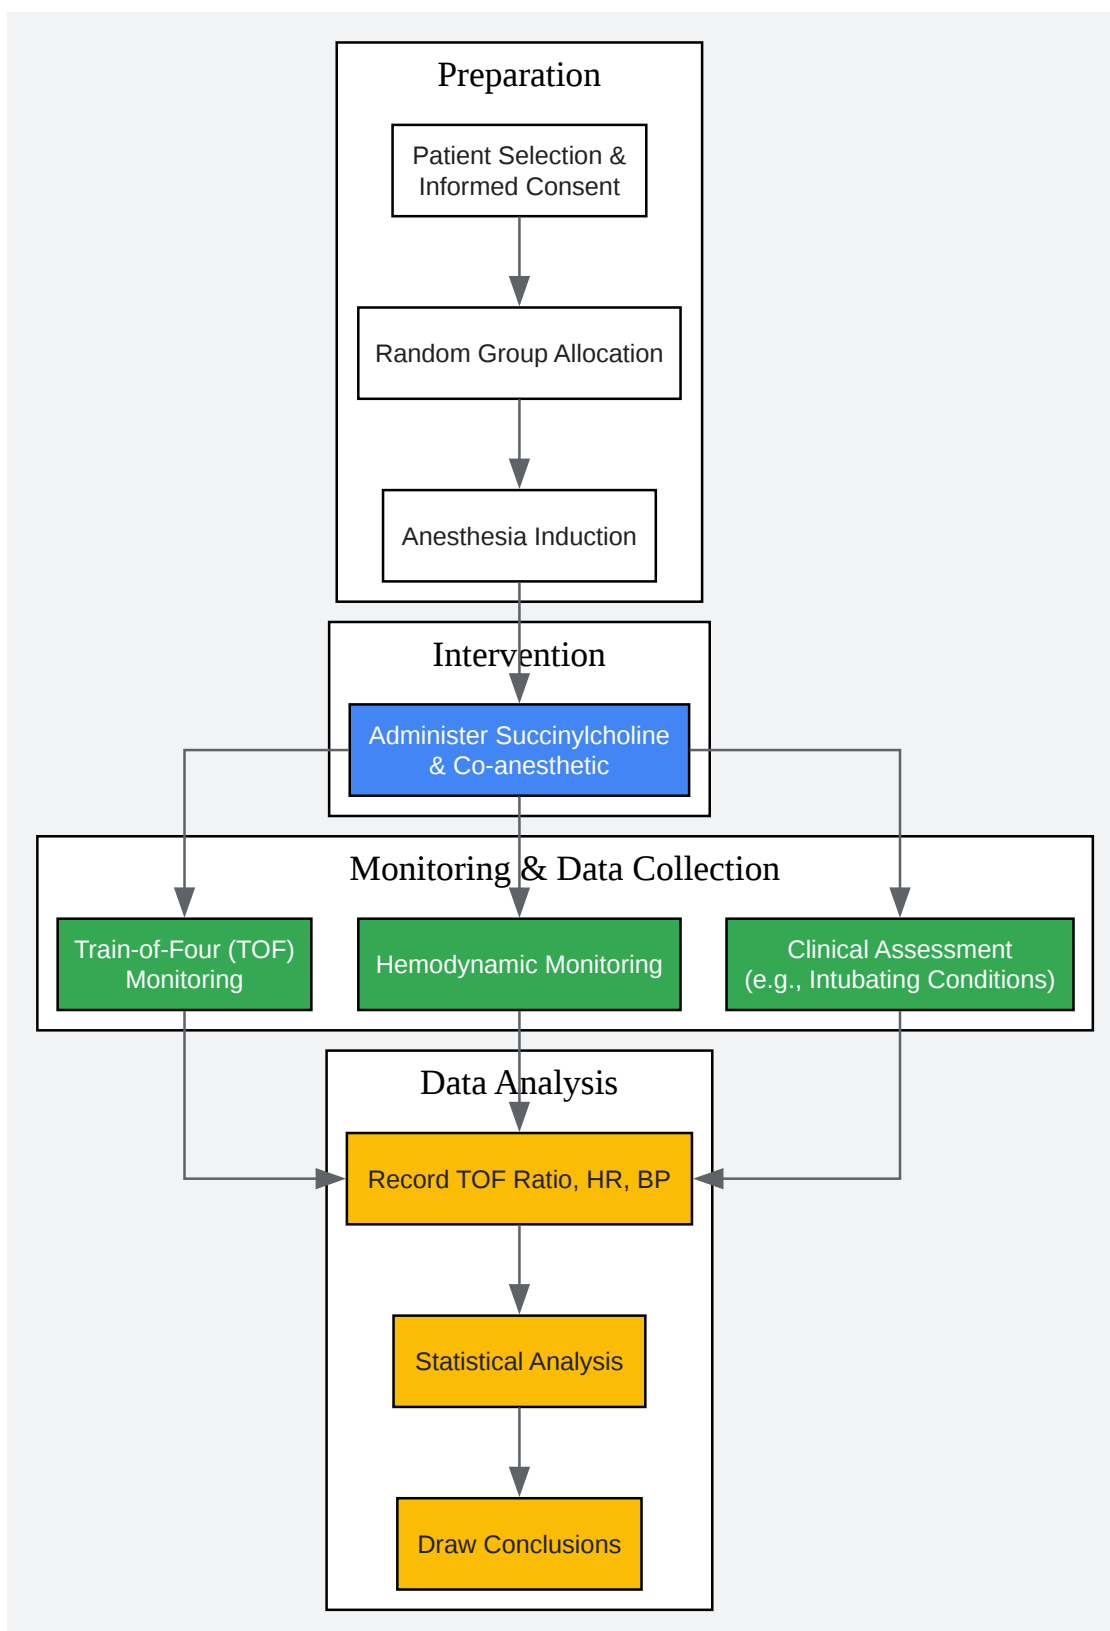 Preparation
Patient Selection &
Informed Consent
Random Group Allocation
Anesthesia Induction
Intervention
Administer Succinylcholine
& Co-anesthetic
Monitoring & Data Collection
Train-of-Four (TOF)
Monitoring
Hemodynamic Monitoring
Clinical Assessment
(e.g., Intubating Conditions)
Data Analysis
Record TOF Ratio, HR, BP
Statistical Analysis
Draw Conclusions